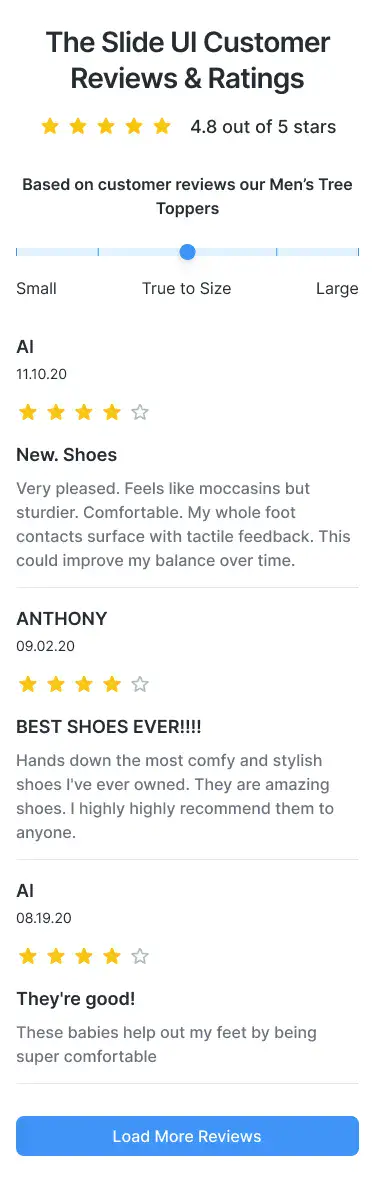 The Slide UI Customer
Reviews & Ratings
4.8 out of 5 stars
Based on customer reviews our Men’s Tree
Toppers
Small True to Size Large
Al
11.10.20
New. Shoes
Very pleased. Feels like moccasins but
sturdier. Comfortable. My whole foot
contacts surface with tactile feedback. This
could improve my balance over time.
ANTHONY
09.02.20
BEST SHOES EVER!!!!
Hands down the most comfy and stylish
shoes I've ever owned. They are amazing
shoes. I highly highly recommend them to
anyone.
Al
08.19.20
They're good!
These babies help out my feet by being
super comfortable
Load More Reviews